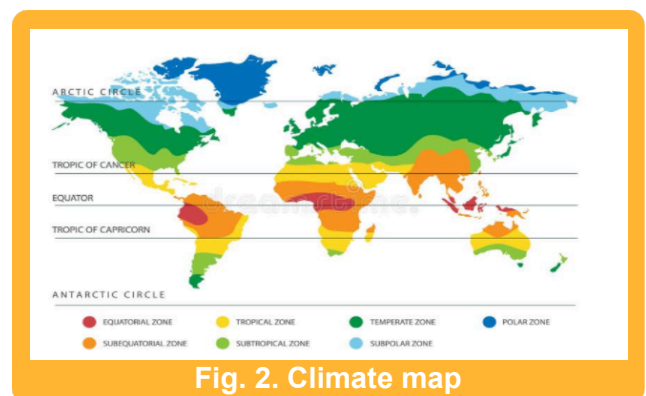 ARCTIC CIRCLE
TROPIC OF CANCER
EQUATOR
TROPIC OF CAPRICORN
ANTARCTIC CIRCLE
EQUATORIAL ZONE
TROPICAL ZONE
TEMPERATE ZONE
POLAR ZONE
SUBEQUATORIAL ZONE
SUBTROPICAL ZONE
SUBPOLAR ZONE
Fig. 2. Climate map